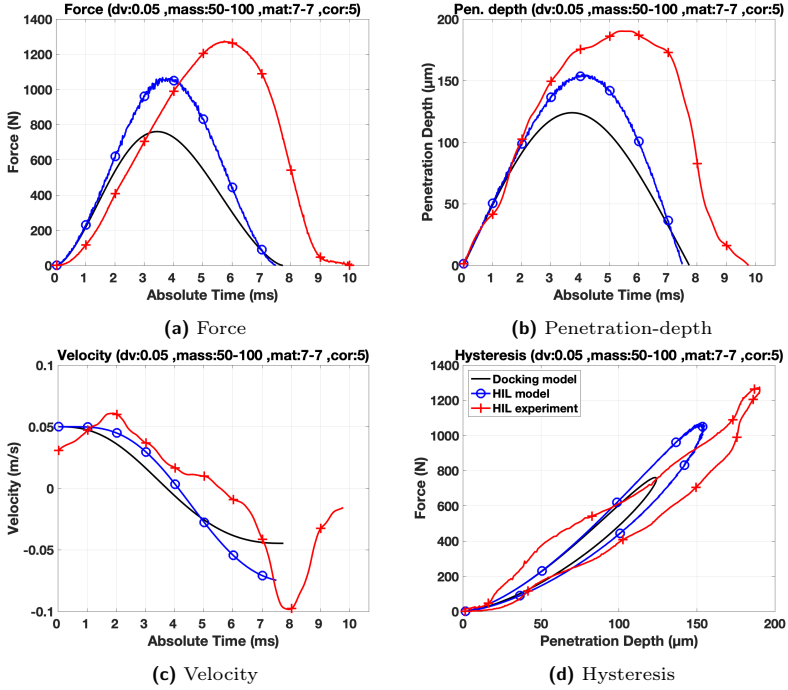 Force (dv:0.05 ,mass:50-100 ,mat:7-7 ,cor:5)
1400
1200
1000
800
600
400
200
0
Force (N)
0 1 2 3 4 5 6 7 8 9 10
Absolute Time (ms)
(a) Force
Pen. depth (dv:0.05 ,mass:50-100 ,mat:7-7 ,cor:5)
200
150
100
50
0
Penetration Depth (μm)
0 1 2 3 4 5 6 7 8 9 10
Absolute Time (ms)
(b) Penetration-depth
Velocity (dv:0.05 ,mass:50-100 ,mat:7-7 ,cor:5)
0.1
0.05
0
-0.05
-0.1
Velocity (m/s)
0 1 2 3 4 5 6 7 8 9 10
Absolute Time (ms)
(c) Velocity
Hysteresis (dv:0.05 ,mass:50-100 ,mat:7-7 ,cor:5)
Docking model
HIL model
HIL experiment
1400
1200
1000
800
600
400
200
0
Force (N)
0 50 100 150 200
Penetration Depth (μm)
(d) Hysteresis